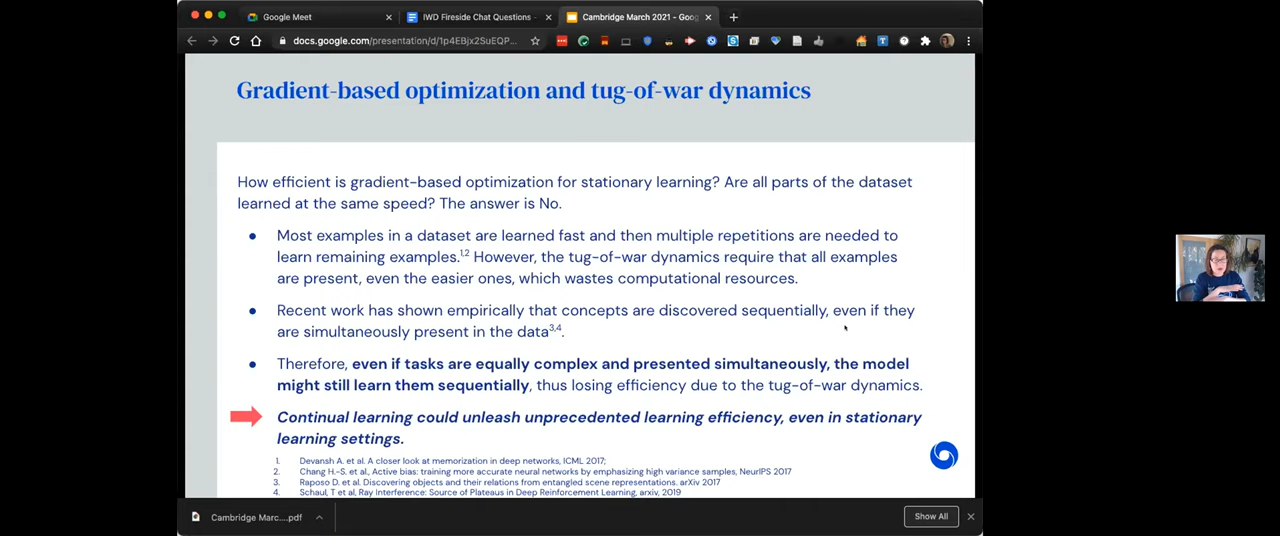 Google Meet
IWD Fireside Chat Questions -
Cambridge March 2021 - Goog
docs.google.com/presentation/d/1p4EBjx2SuEQP...
Gradient-based optimization and tug-of-war dynamics
How efficient is gradient-based optimization for stationary learning? Are all parts of the dataset
learned at the same speed? The answer is No.
● Most examples in a dataset are learned fast and then multiple repetitions are needed to
learn remaining examples.1,2 However, the tug-of-war dynamics require that all examples
are present, even the easier ones, which wastes computational resources.
● Recent work has shown empirically that concepts are discovered sequentially, even if they
are simultaneously present in the data3,4.
● Therefore, even if tasks are equally complex and presented simultaneously, the model
might still learn them sequentially, thus losing efficiency due to the tug-of-war dynamics.
Continual learning could unleash unprecedented learning efficiency, even in stationary
learning settings.
1. Devansh A. et al. A closer look at memorization in deep networks, ICML 2017;
2. Chang H.-S. et al., Active bias: training more accurate neural networks by emphasizing high variance samples, NeurIPS 2017
3. Raposo D. et al. Discovering objects and their relations from entangled scene representations. arXiv 2017
4. Schaul, T et al, Ray Interference: Source of Plateaus in Deep Reinforcement Learning, arxiv, 2019
Cambridge Marc....pdf
Show All